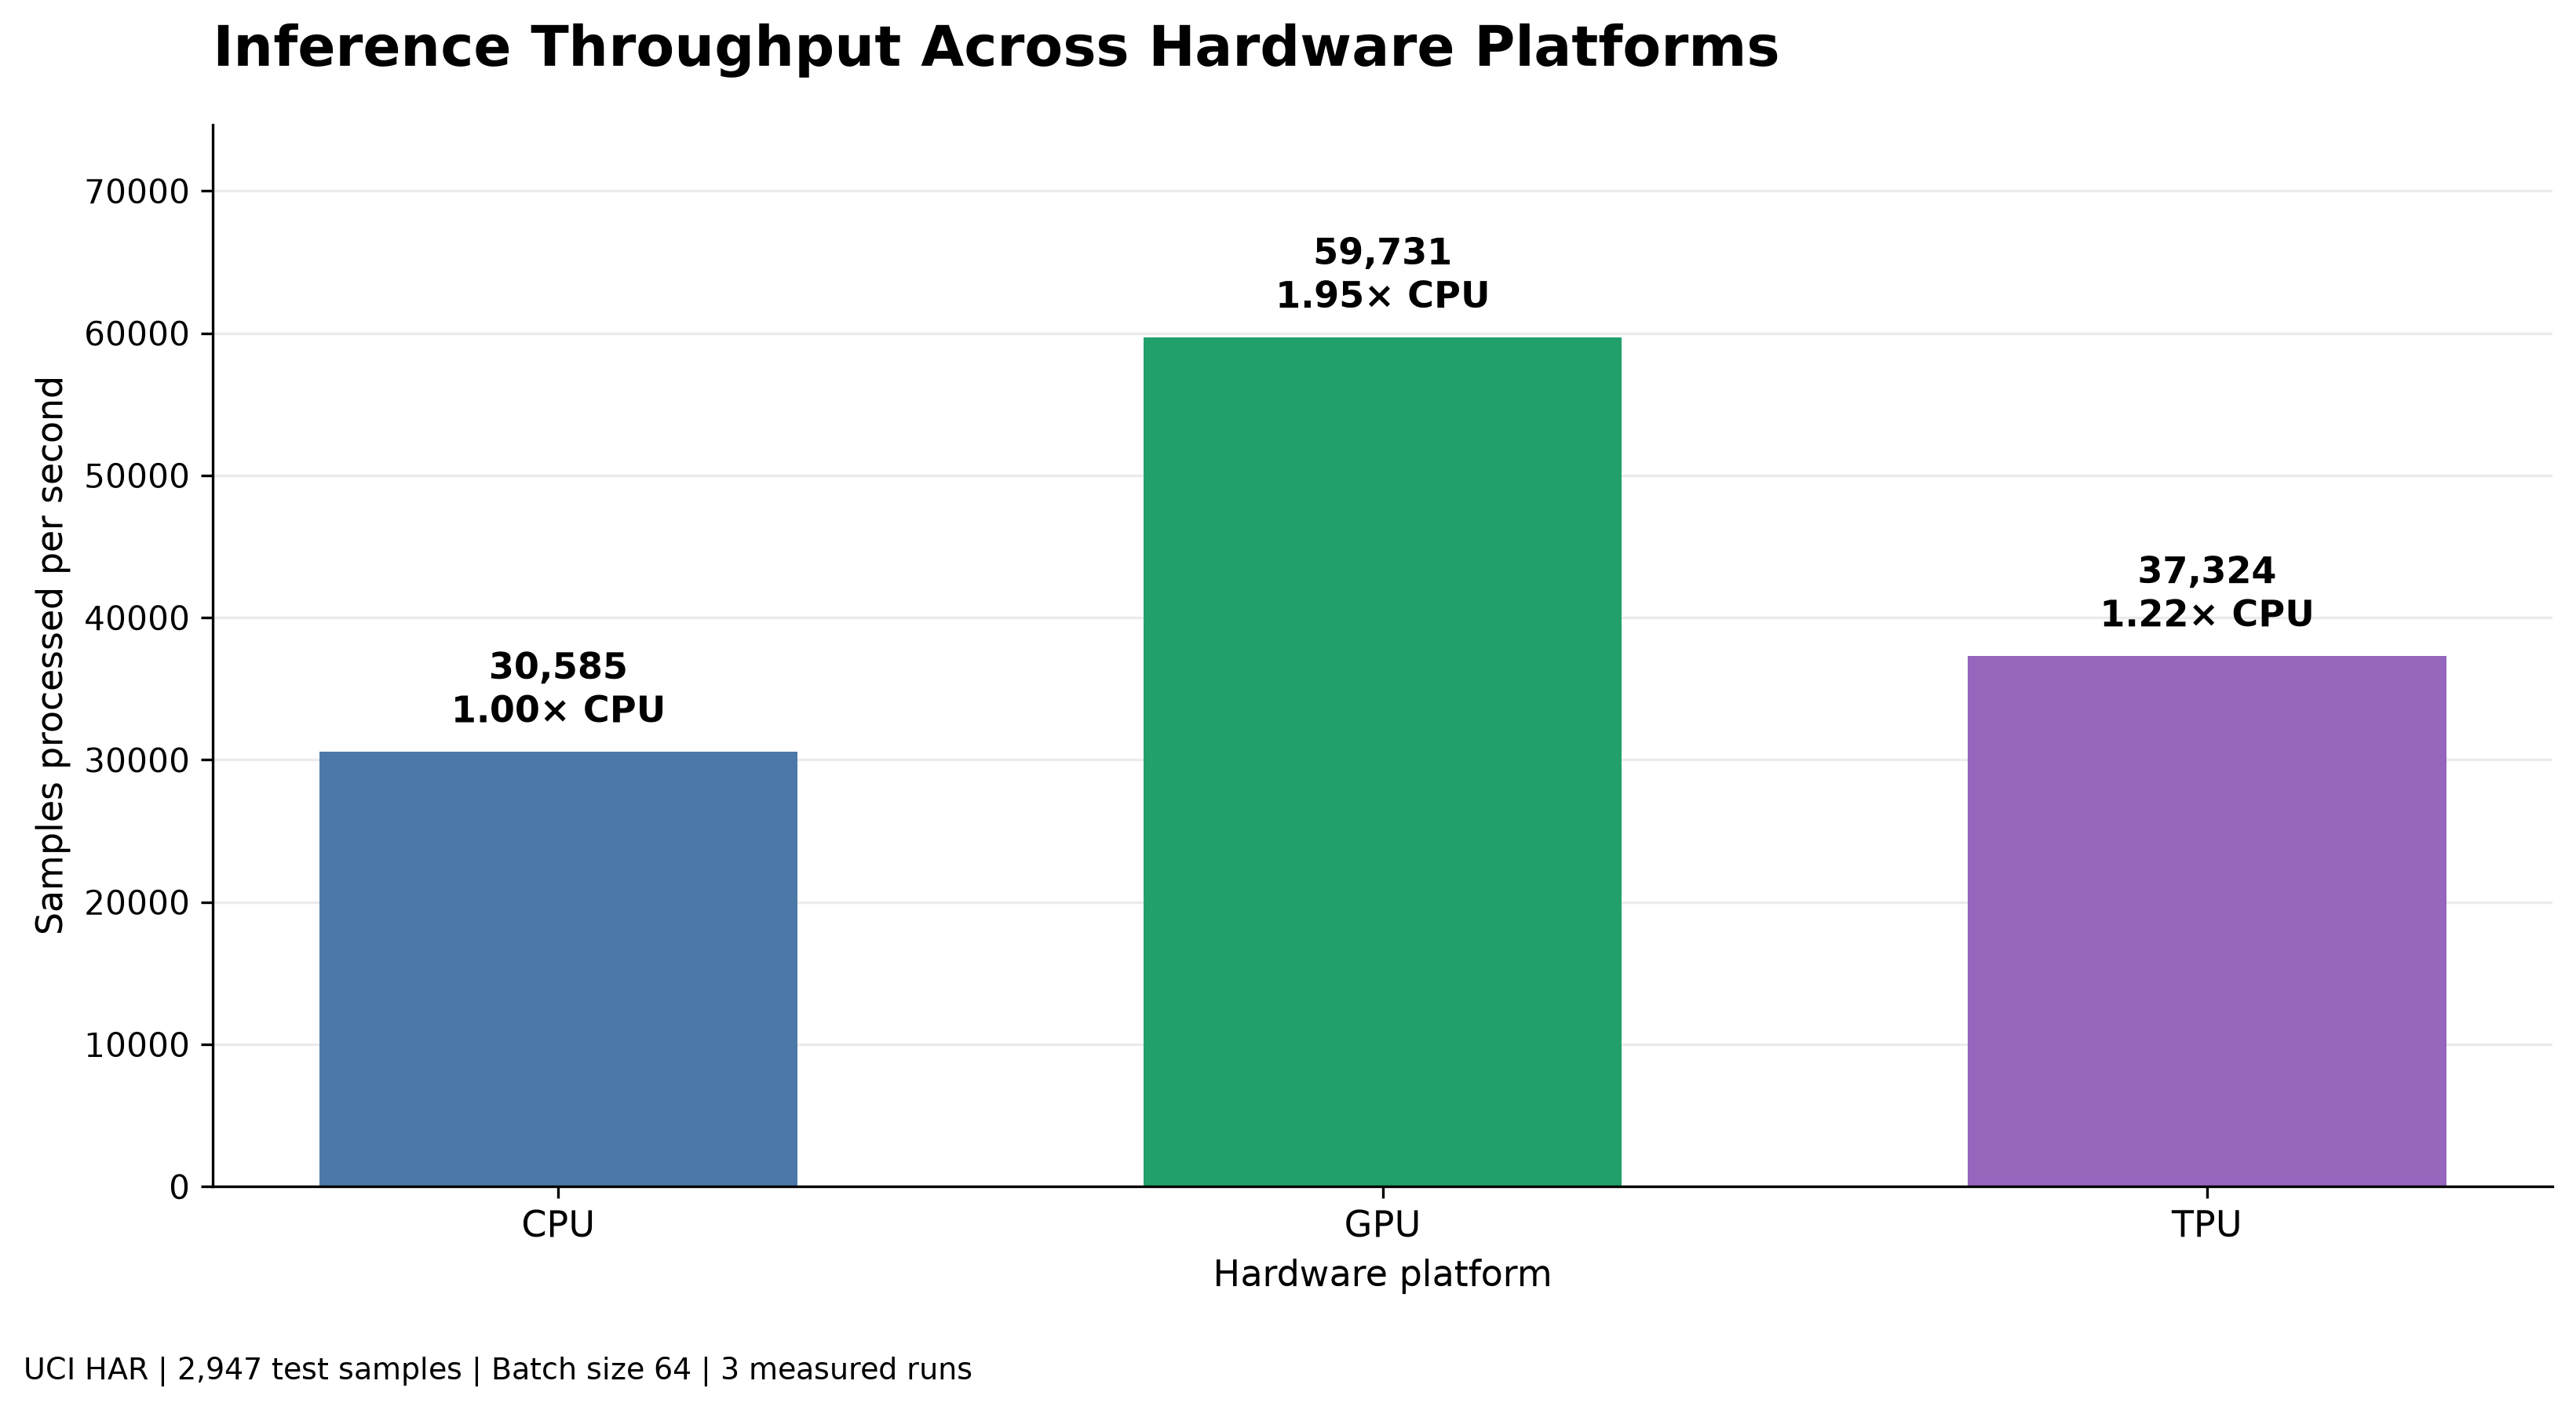 Inference Throughput Across Hardware Platforms
Samples processed per second
70000
60000
50000
40000
30000
20000
10000
0
30,585
1.00× CPU
59,731
1.95× CPU
37,324
1.22× CPU
CPU
GPU
TPU
Hardware platform
UCI HAR | 2,947 test samples | Batch size 64 | 3 measured runs